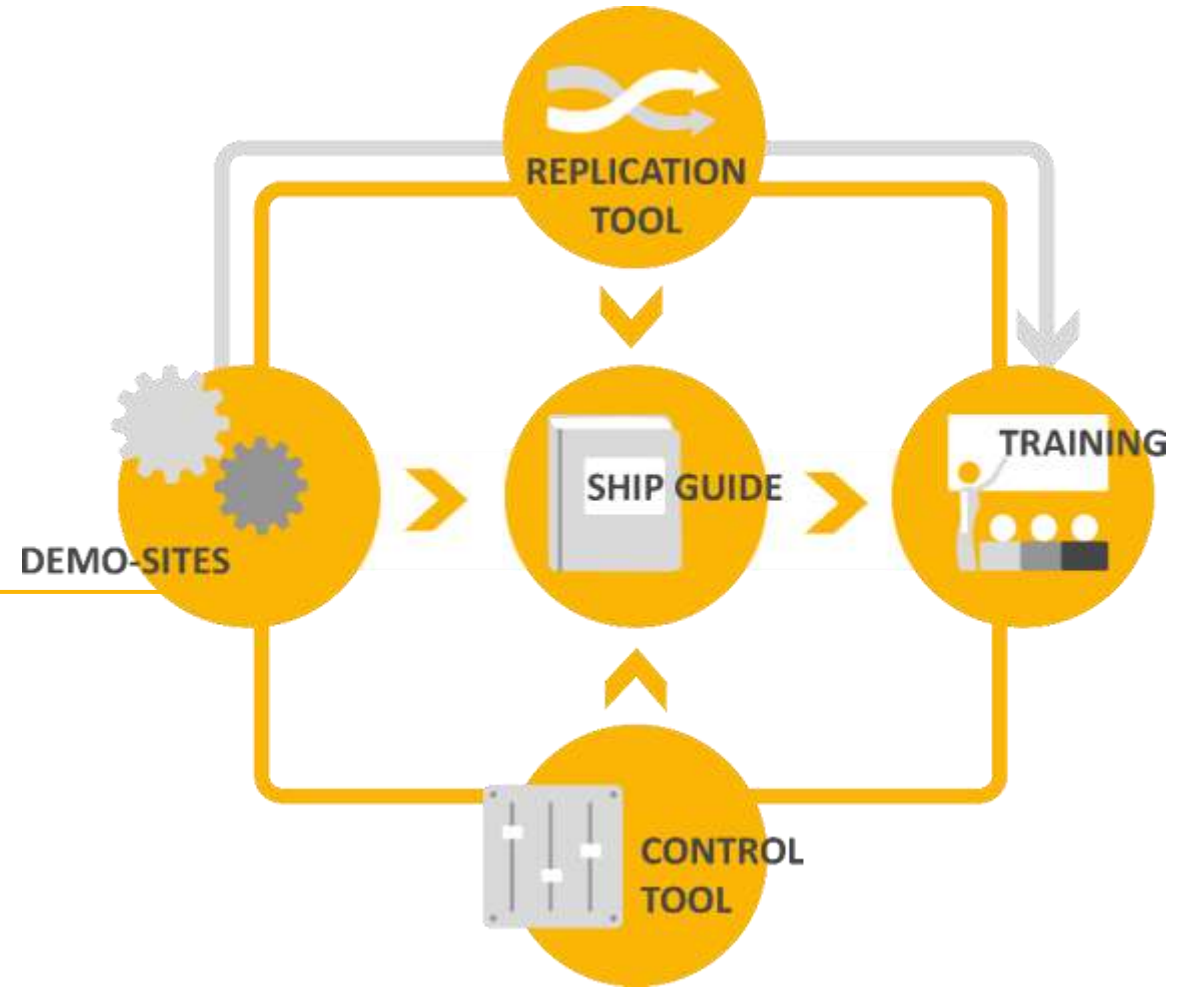 REPLICATION
TOOL
TRAINING
SHIP GUIDE
DEMO-SITES
CONTROL
TOOL